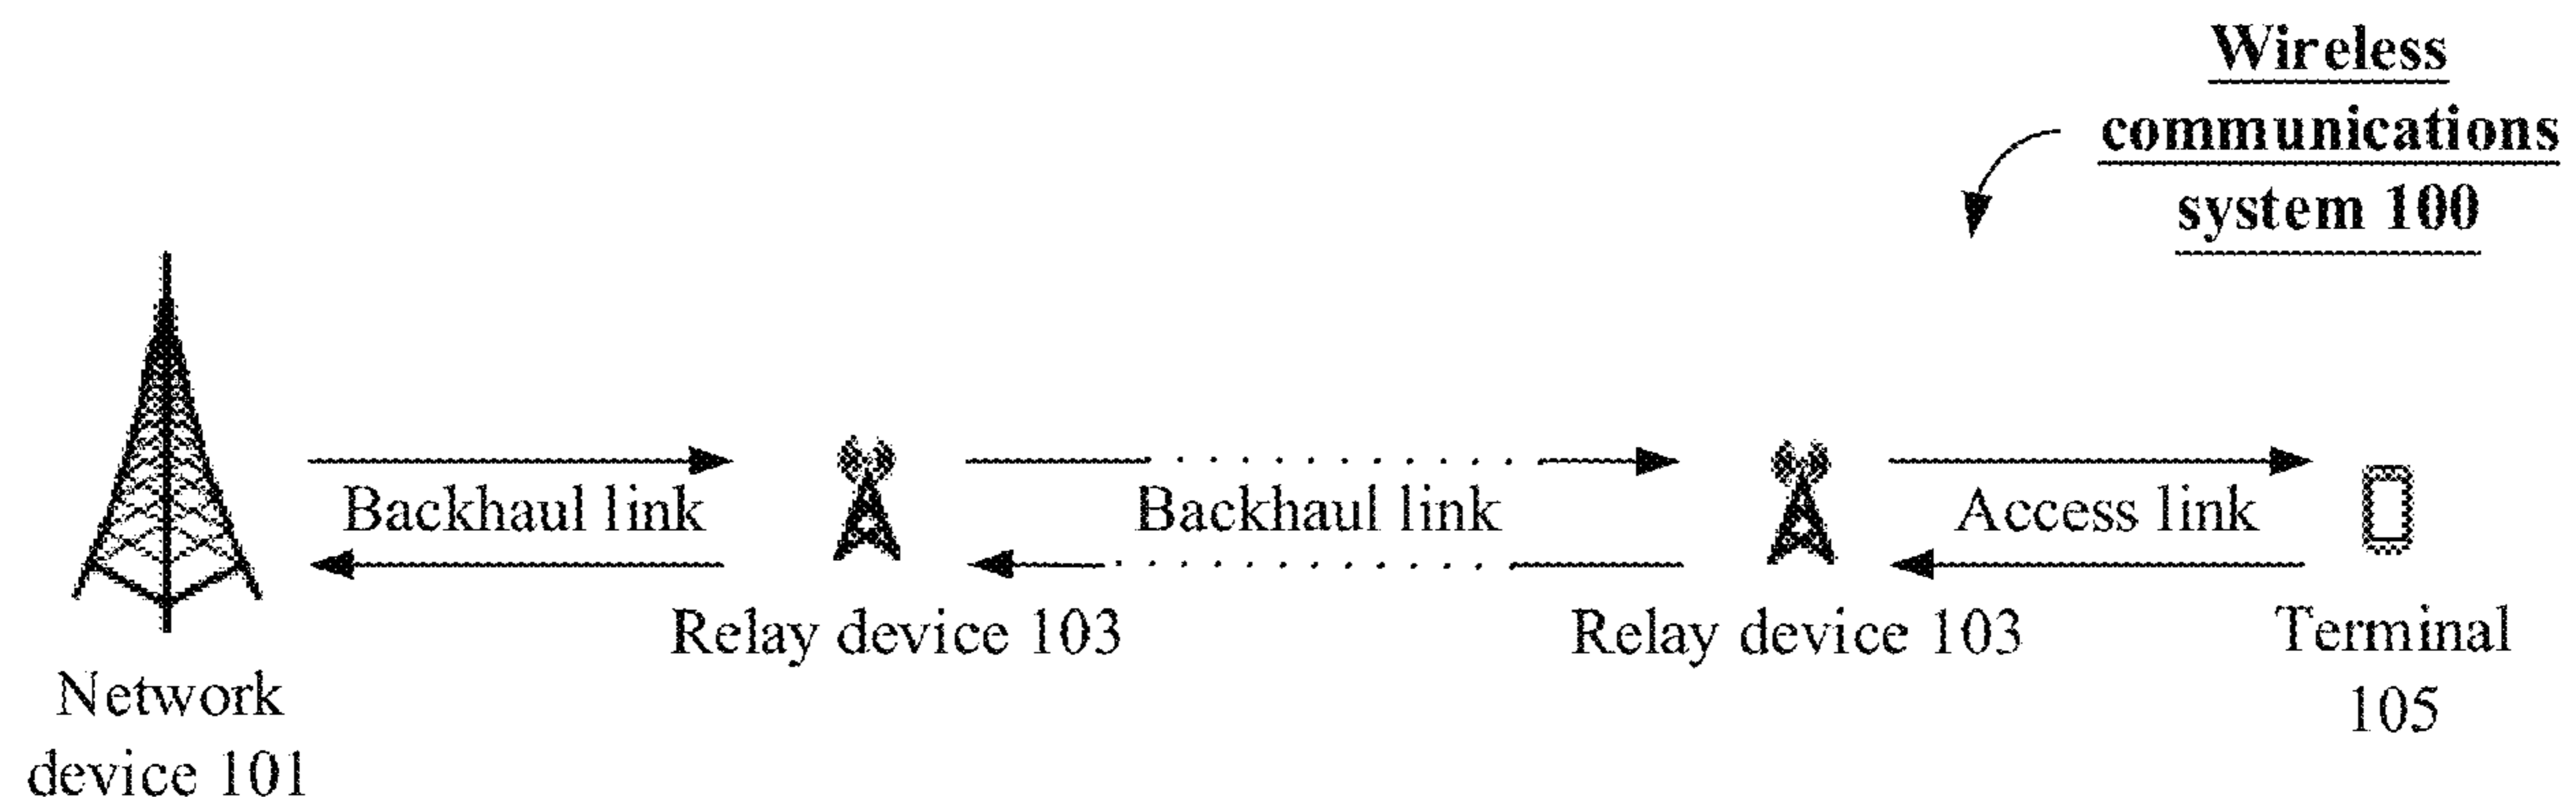 Wireless
communications
system 100
Backhaul link
Backhaul link
Access link
Relay device 103
Relay device 103
Terminal
105
Network
device 101